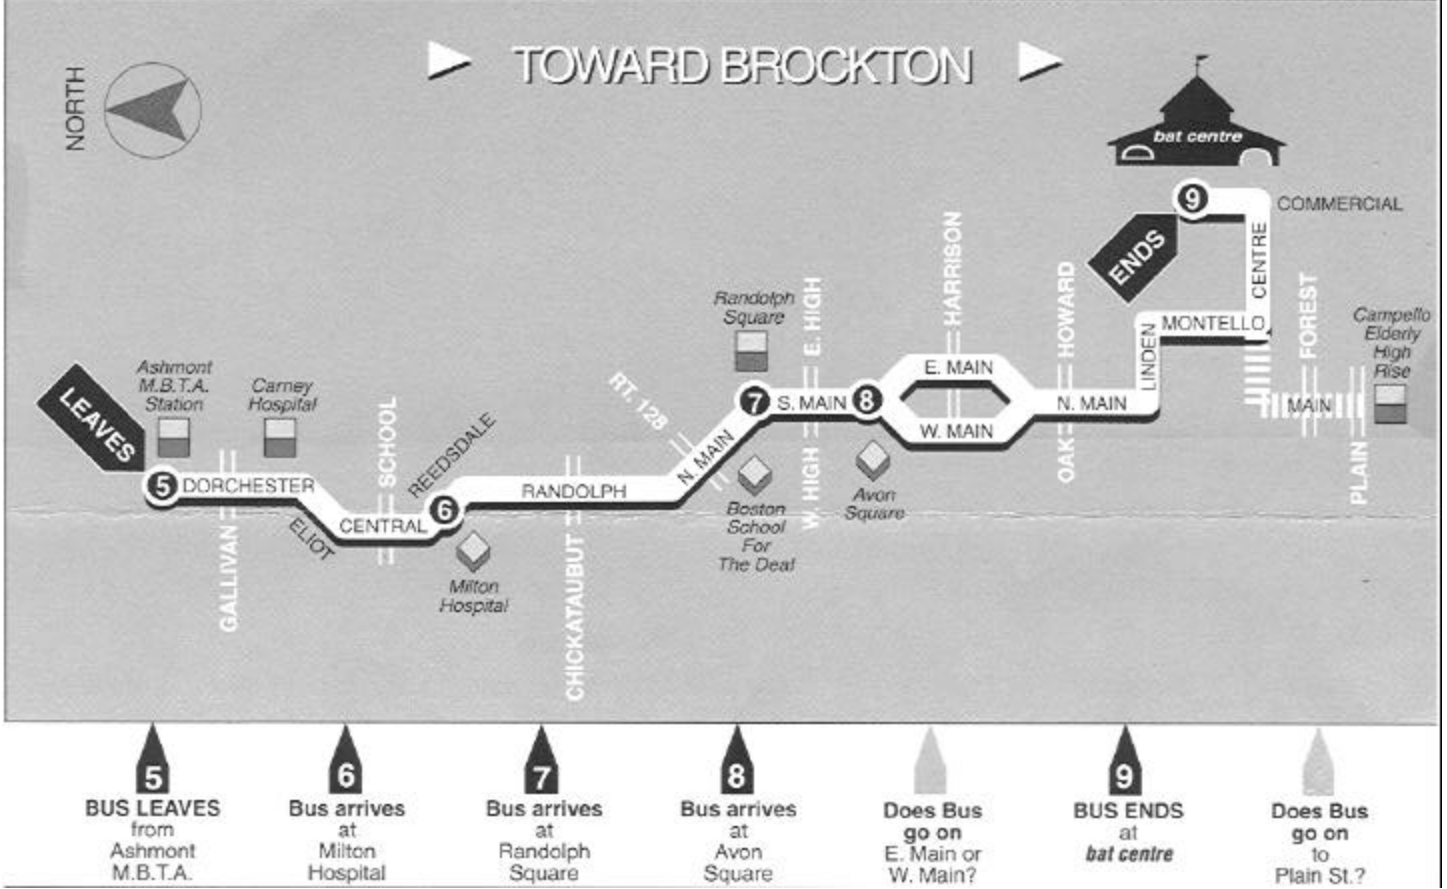 TOWARD BROCKTON
NORTH
bat centre
9
COMMERCIAL
ENDS
CENTRE
MONTELLO
LINDEN
FOREST
Campello
Elderly
High
Rise
MAIN
PLAIN
HARRISON
HOWARD
OAK
N. MAIN
E. MAIN
W. MAIN
Randolph
Square
E. HIGH
W. HIGH
7
S. MAIN
8
Avon
Square
RT. 128
N. MAIN
Boston
School
For
The Deaf
LEAVES
Ashmont
M.B.T.A.
Station
Carney
Hospital
SCHOOL
REEDSDALE
5
DORCHESTER
GALLIVAN
ELIOT
CENTRAL
6
RANDOLPH
Milton
Hospital
CHICKATAUBUT
5
BUS LEAVES
from
Ashmont
M.B.T.A.
6
Bus arrives
at
Milton
Hospital
7
Bus arrives
at
Randolph
Square
8
Bus arrives
at
Avon
Square
Does Bus
go on
E. Main or
W. Main?
9
BUS ENDS
at
bat centre
Does Bus
go on
to
Plain St.?